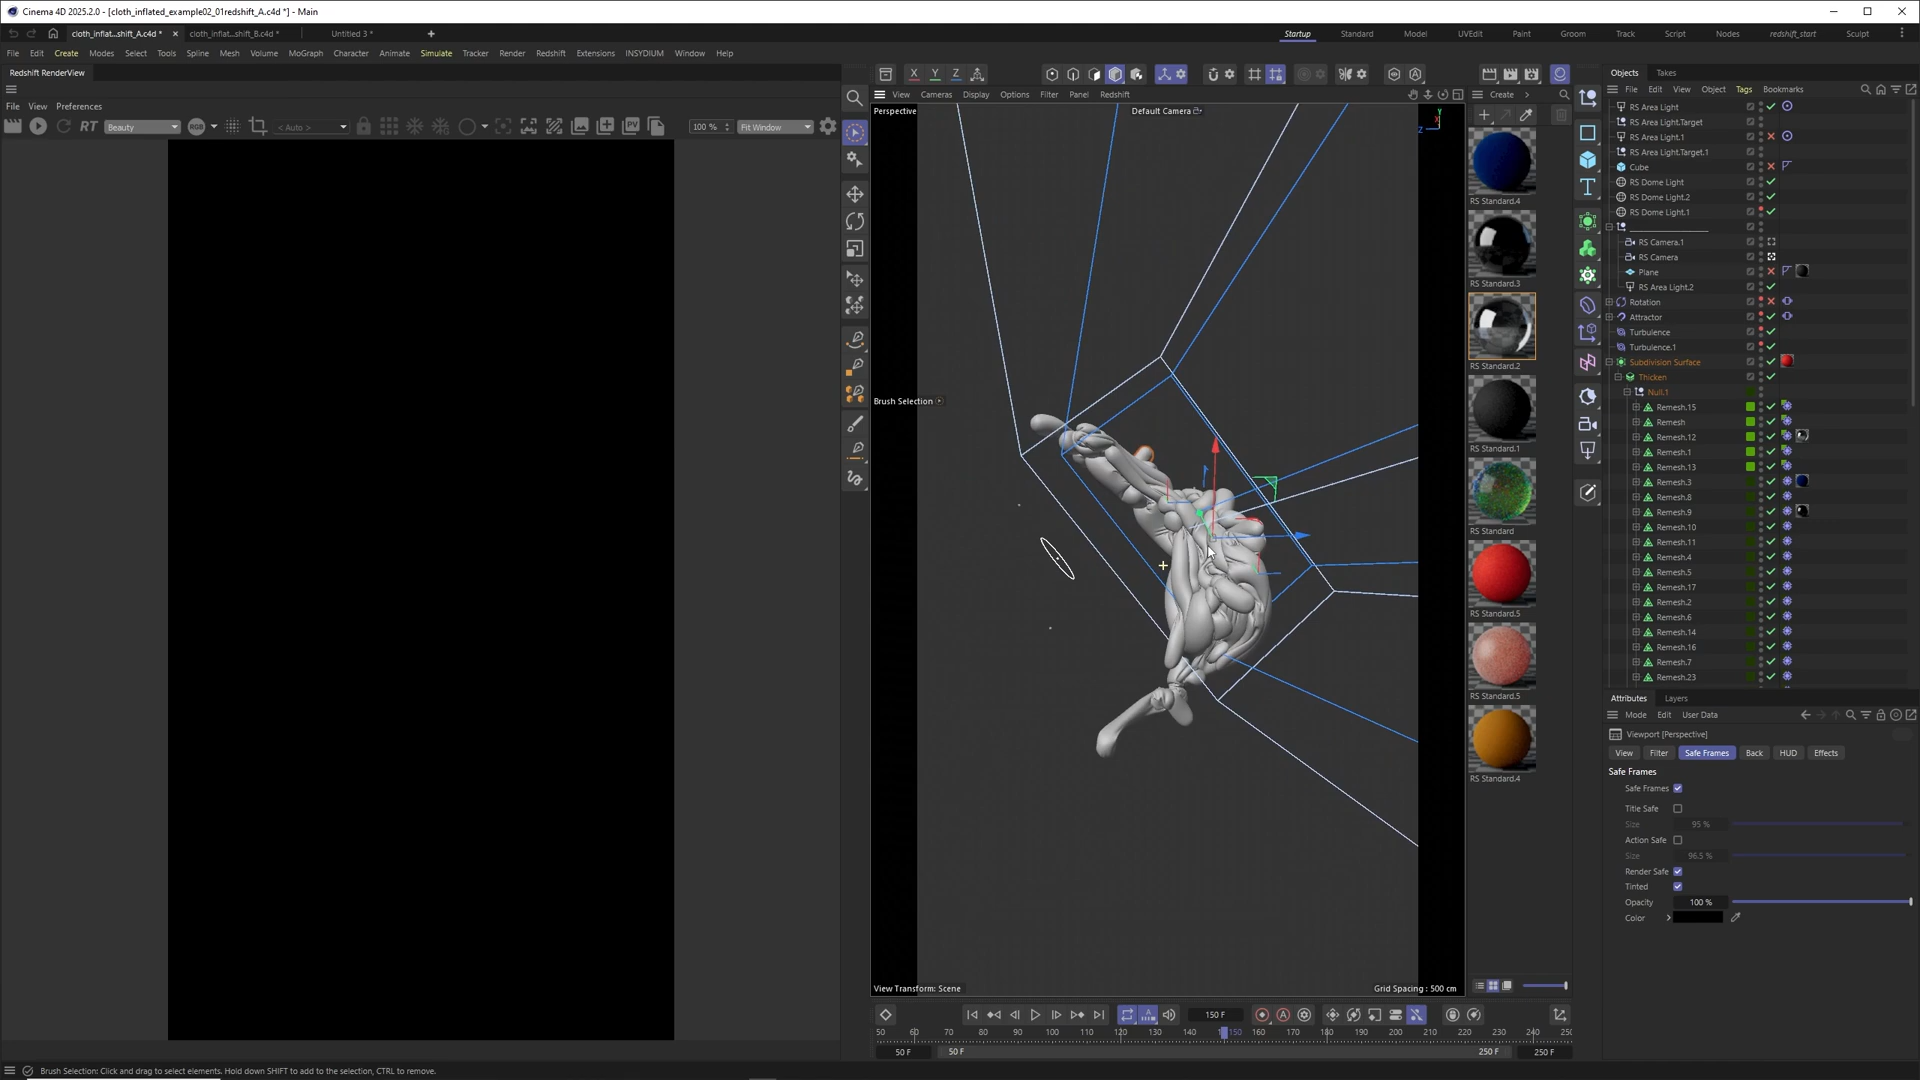 Cinema 4D 2025.2.0 - [cloth_inflated_example02_01redshift_A.c4d *] - Main
cloth_inflat...shift_A.c4d *
cloth_inflat...shift_B.c4d *
Untitled 3 *
Startup
Standard
Model
UVEdit
Paint
Groom
Track
Script
Nodes
redshift_start
Sculpt
File Edit Create Modes Select Tools Spline Mesh Volume MoGraph Character Animate Simulate Tracker Render Redshift Extensions INSYDIUM Window Help
Redshift RenderView
File View Preferences
RT
Beauty
RGB
< Auto >
PV
100 %
Fit Window
X Y Z
View Cameras Display Options Filter Panel Redshift
Perspective
Default Camera
Brush Selection
View Transform: Scene
Grid Spacing : 500 cm
Create
RS Standard.4
RS Standard.3
RS Standard.2
RS Standard.1
RS Standard
RS Standard.5
RS Standard.5
RS Standard.4
Objects Takes
File Edit View Object Tags Bookmarks
RS Area Light
RS Area Light.Target
RS Area Light.1
RS Area Light.Target.1
Cube
RS Dome Light
RS Dome Light.2
RS Dome Light.1
RS Camera.1
RS Camera
Plane
RS Area Light.2
Rotation
Attractor
Turbulence
Turbulence.1
Subdivision Surface
Thicken
Null.1
Remesh.15
Remesh
Remesh.12
Remesh.1
Remesh.13
Remesh.3
Remesh.8
Remesh.9
Remesh.10
Remesh.11
Remesh.4
Remesh.5
Remesh.17
Remesh.2
Remesh.6
Remesh.14
Remesh.16
Remesh.7
Remesh.23
Attributes Layers
Mode Edit User Data
Viewport [Perspective]
View Filter Safe Frames Back HUD Effects
Safe Frames
Safe Frames
Title Safe
Size 95 %
Action Safe
Size 96.5 %
Render Safe
Tinted
Opacity 100 %
Color
150 F
50 60 70 80 90 100 110 120 130 140 150 160 170 180 190 200 210 220 230 240 250
50 F
50 F
250 F
250 F
Brush Selection: Click and drag to select elements. Hold down SHIFT to add to the selection, CTRL to remove.